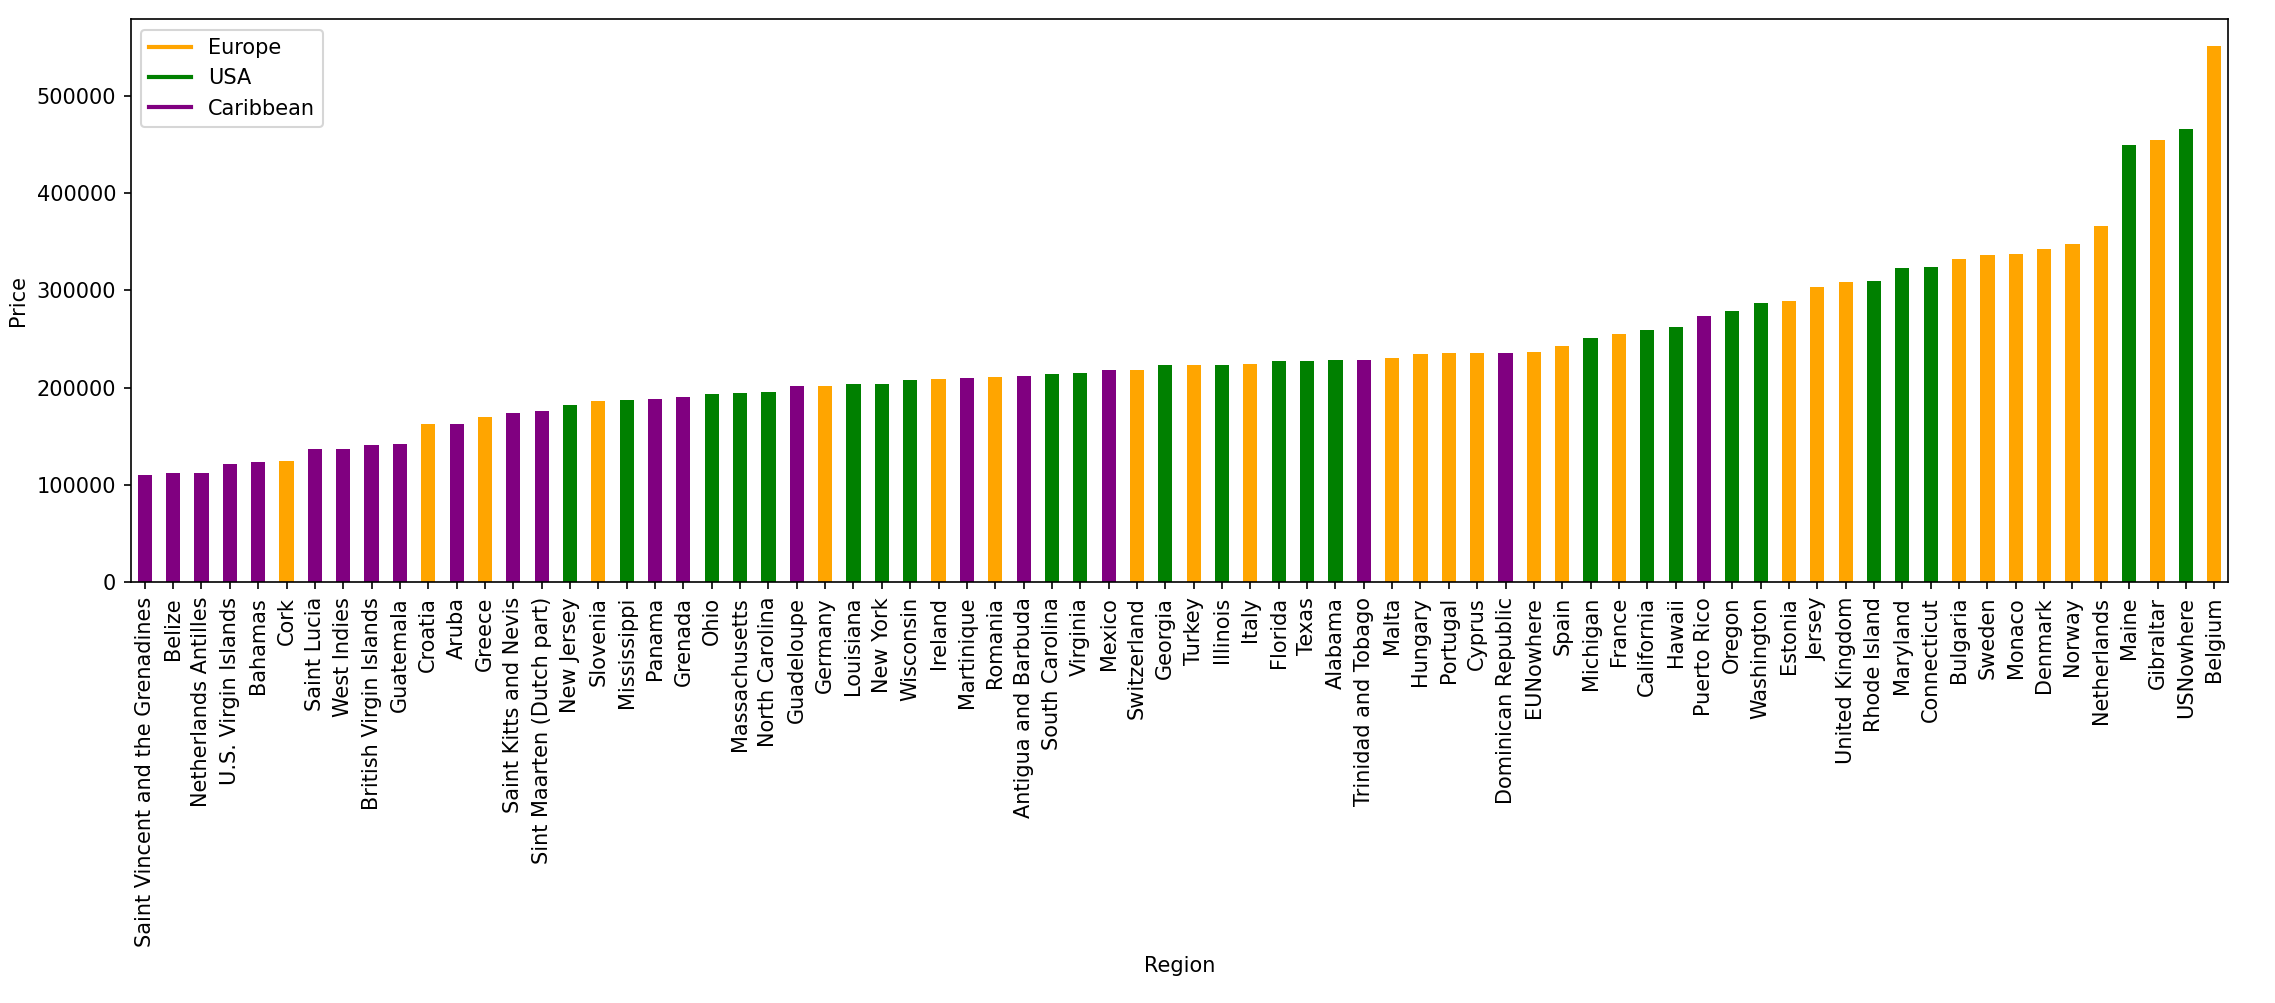 Europe
USA
Caribbean
500000
400000
300000
200000
100000
0
Price
Saint Vincent and the Grenadines
Belize
Netherlands Antilles
U.S. Virgin Islands
Bahamas
Cork
Saint Lucia
West Indies
British Virgin Islands
Guatemala
Croatia
Aruba
Greece
Saint Kitts and Nevis
Sint Maarten (Dutch part)
New Jersey
Slovenia
Mississippi
Panama
Grenada
Ohio
Massachusetts
North Carolina
Guadeloupe
Germany
Louisiana
New York
Wisconsin
Ireland
Martinique
Romania
Antigua and Barbuda
South Carolina
Virginia
Mexico
Switzerland
Georgia
Turkey
Illinois
Italy
Florida
Texas
Alabama
Trinidad and Tobago
Malta
Hungary
Portugal
Cyprus
Dominican Republic
EUNowhere
Spain
Michigan
France
California
Hawaii
Puerto Rico
Oregon
Washington
Estonia
Jersey
United Kingdom
Rhode Island
Maryland
Connecticut
Bulgaria
Sweden
Monaco
Denmark
Norway
Netherlands
Maine
Gibraltar
USNowhere
Belgium
Region